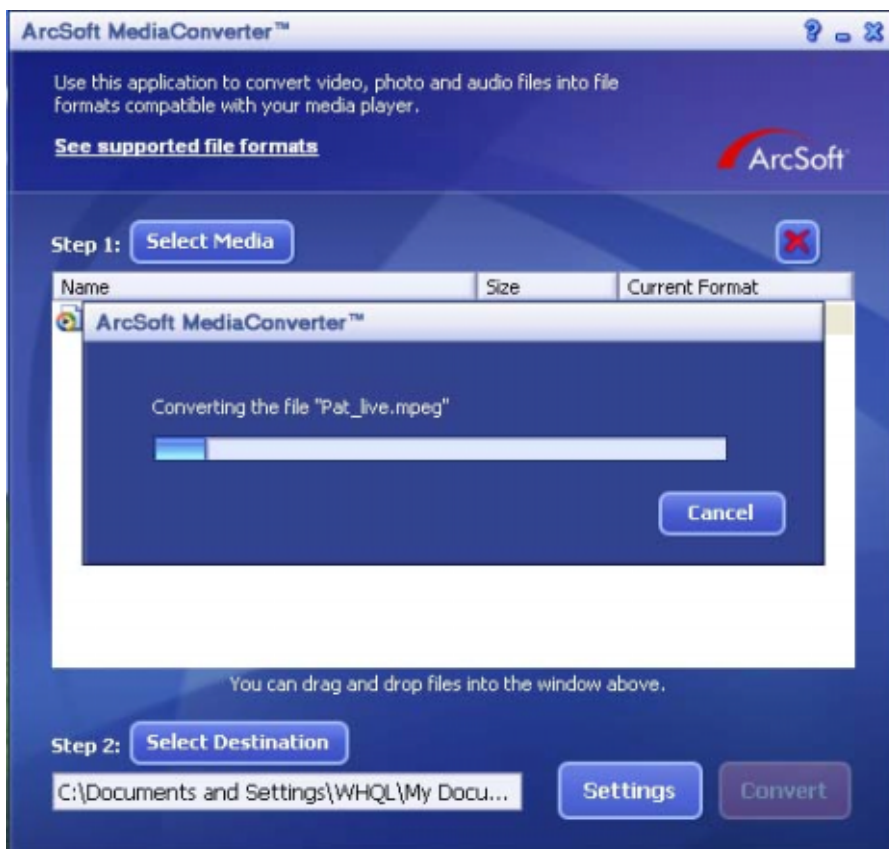 ArcSoft MediaConverter™
Use this application to convert video, photo and audio files into file
formats compatible with your media player.
See supported file formats
ArcSoft
Step 1: Select Media
Name Size Current Format
ArcSoft MediaConverter™
Converting the file "Pat_live.mpeg"
Cancel
You can drag and drop files into the window above.
Step 2: Select Destination
C:\Documents and Settings\WHQL\My Docu...
Settings Convert